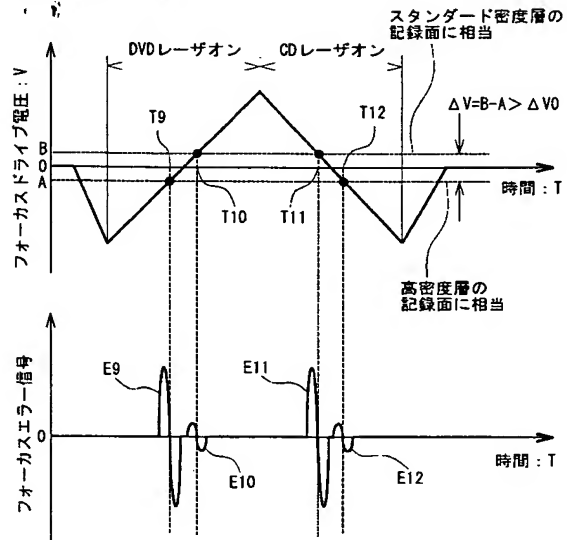 スタンダード密度層の
記録面に相当
DVDレーザオン
CDレーザオン
ΔV=B-A>ΔV0
フォーカスドライブ電圧:V
T9
T12
B
0
A
T10
T11
時間:T
高密度層の
記録面に相当
フォーカスエラー信号
E9
E11
0
E10
E12
時間:T